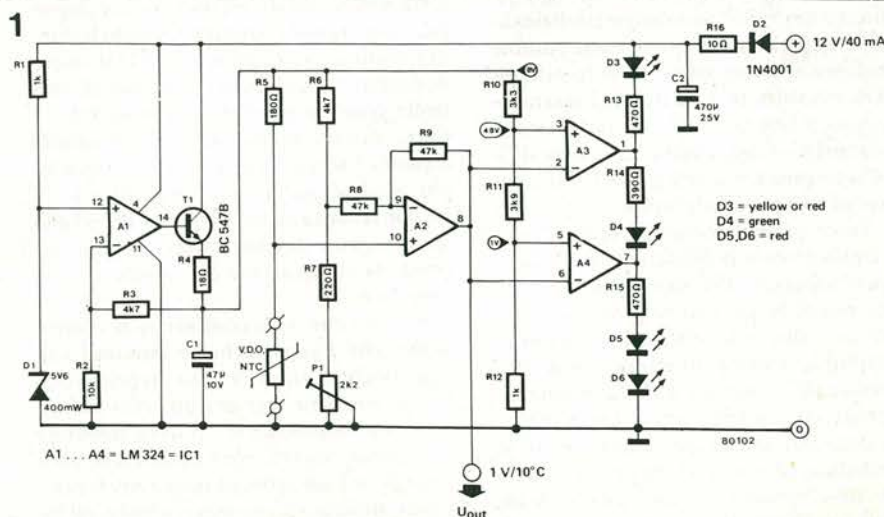 1
R16
D2
10Ω
12 V/40 mA
1N4001
R1
1k
D3
C2
470µ
25V
R5
180Ω
R6
4k7
R10
3k3
R13
470Ω
R9
47k
4.8V
3
A3
1
2
R14
390Ω
12
A1
4
14
T1
BC547B
13
11
R8
47k
9
A2
8
10
R11
3k9
D3 = yellow or red
D4 = green
D5,D6 = red
R4
18Ω
R7
220Ω
1V
5
A4
7
6
D4
R3
4k7
R15
470Ω
D1
5V6
400mW
R2
10k
C1
47µ
10V
V.D.O.
NTC
P1
2k2
R12
1k
D5
D6
80102
0
A1 ... A4 = LM 324 = IC1
1 V/10°C
Uout